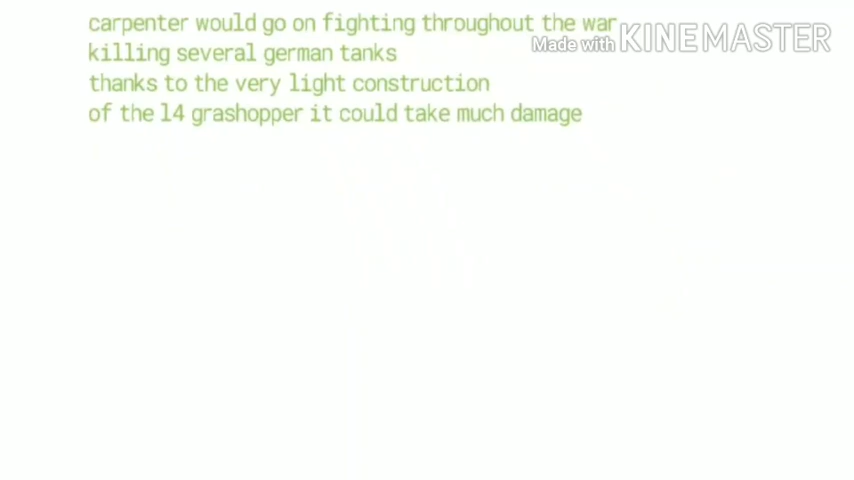 carpenter would go on fighting throughout the war
Made with KINEMASTER
killing several german tanks
thanks to the very light construction
of the l4 grashopper it could take much damage